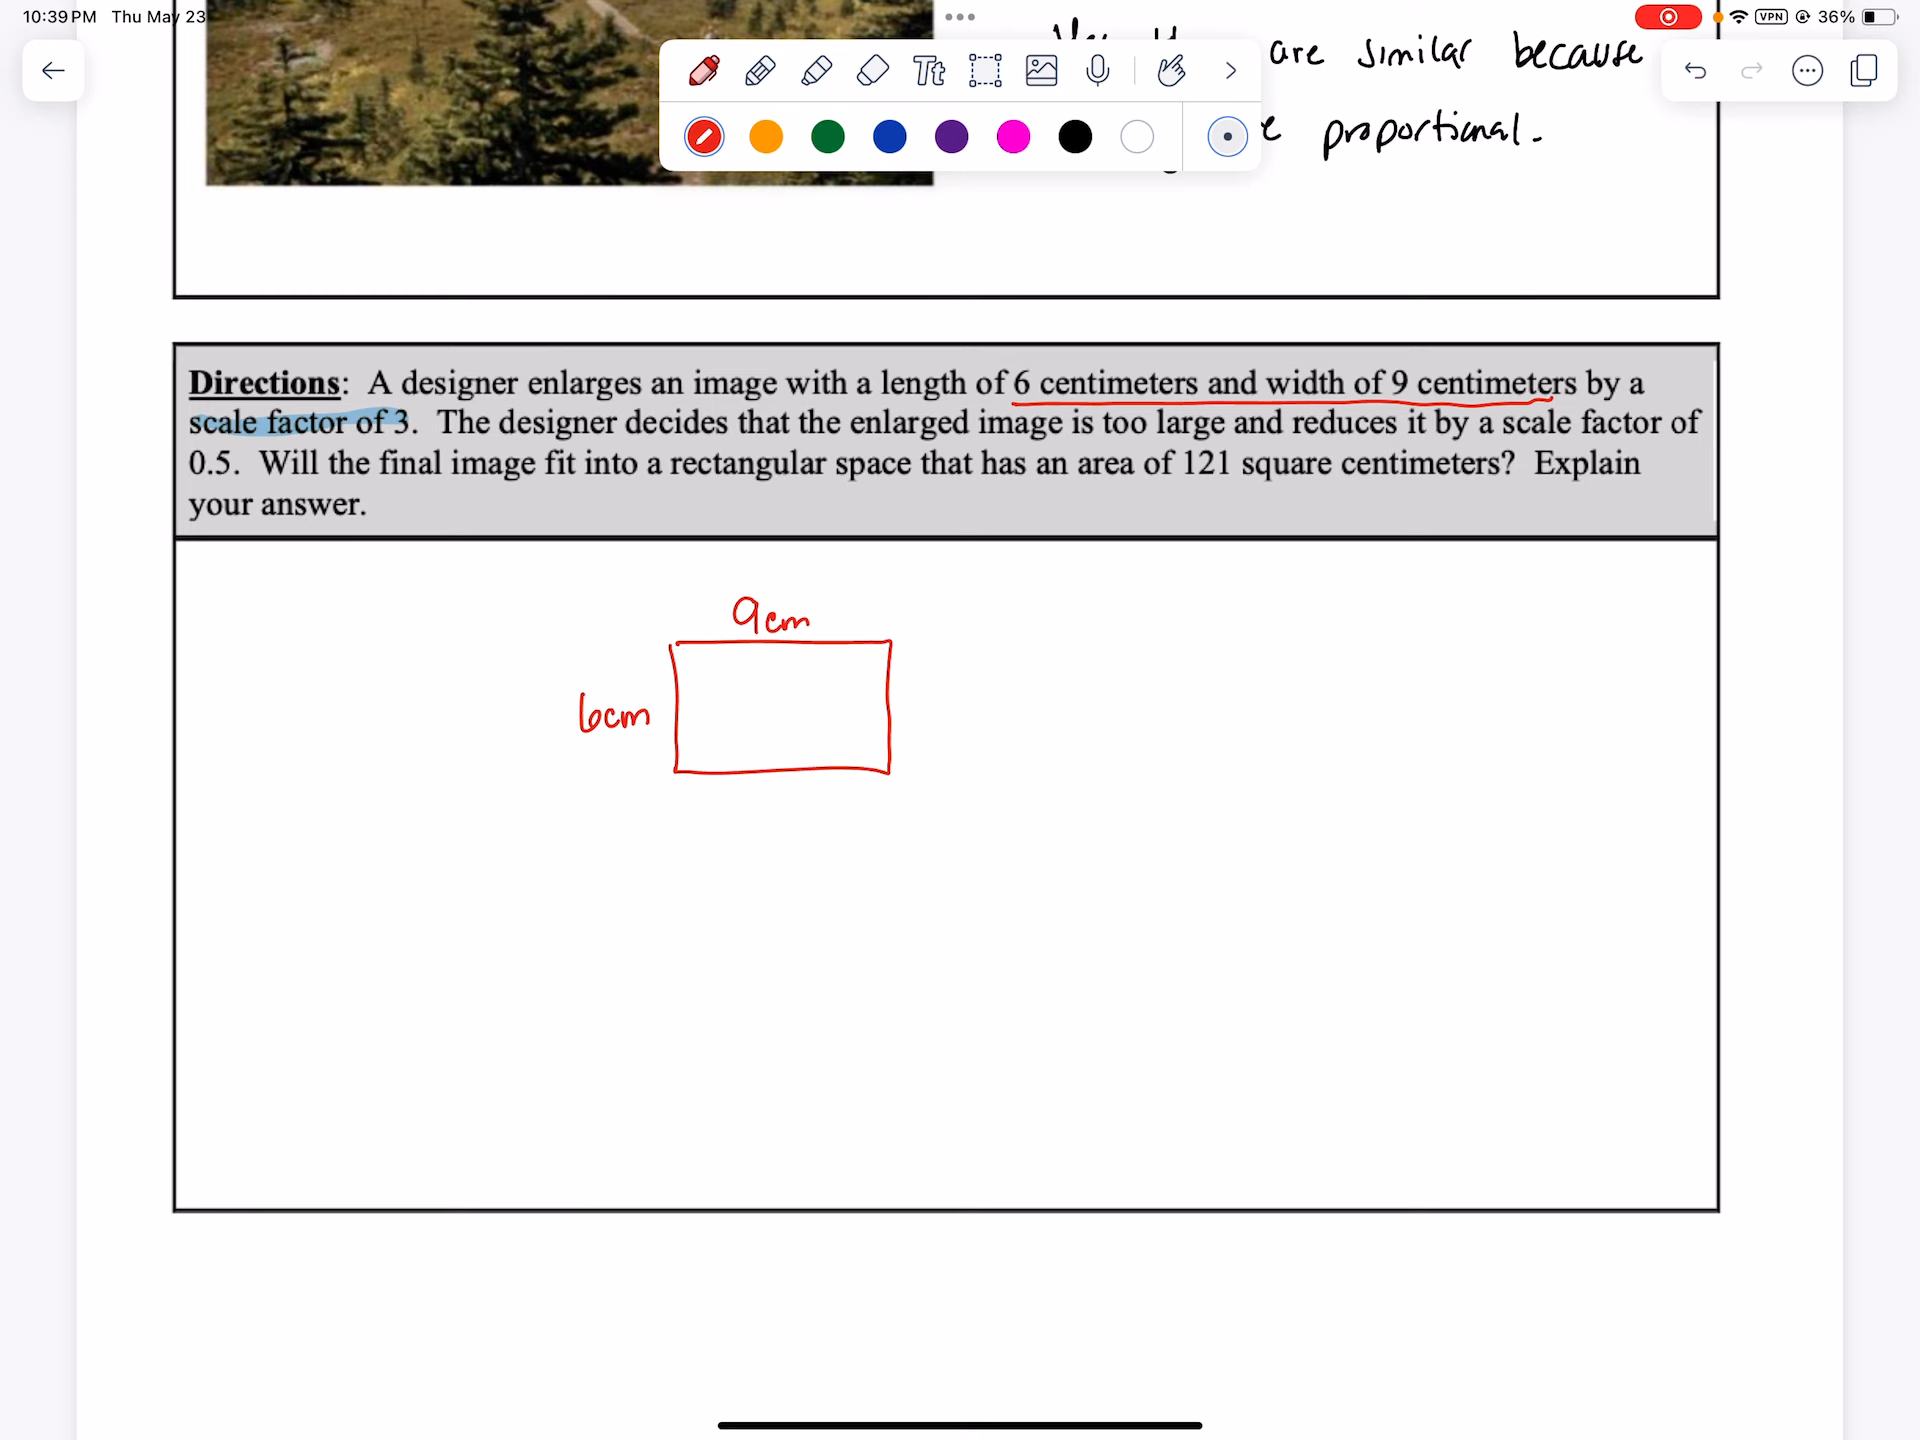 10:39 PM Thu May 23
VPN
36%
Tt
are similar because
e proportional.
Directions: A designer enlarges an image with a length of 6 centimeters and width of 9 centimeters by a
scale factor of 3. The designer decides that the enlarged image is too large and reduces it by a scale factor of
0.5. Will the final image fit into a rectangular space that has an area of 121 square centimeters? Explain
your answer.
9cm
6cm